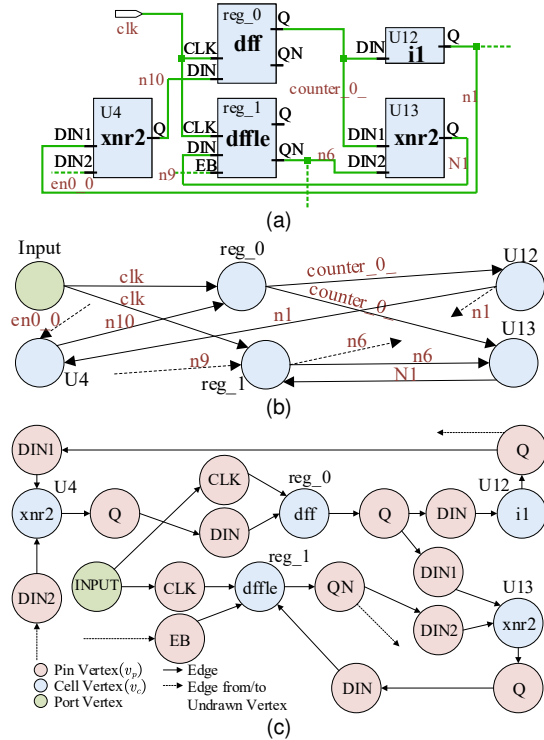 clk
reg_0
dff
CLK
DIN
Q
QN
n10
U4
xnr2
DIN1
DIN2
Q
en0_0
reg_1
dffle
CLK
DIN
EB
Q
QN
n9
n6
counter_0_
U12
i1
DIN
Q
n1
U13
xnr2
DIN1
DIN2
Q
N1
(a)
Input
reg_0
U12
clk
counter_0_
clk
counter_0_
en0_0
n10
n1
n1
U13
n6
n9
n6
U4
reg_1
N1
(b)
DIN1
Q
U4
CLK
reg_0
U12
xnr2
Q
DIN
dff
Q
DIN
i1
reg_1
DIN1
U13
DIN2
INPUT
CLK
dffle
QN
xnr2
EB
DIN2
DIN
Q
Pin Vertex(vp)
Cell Vertex(vc)
Port Vertex
Edge
Edge from/to
Undrawn Vertex
(c)